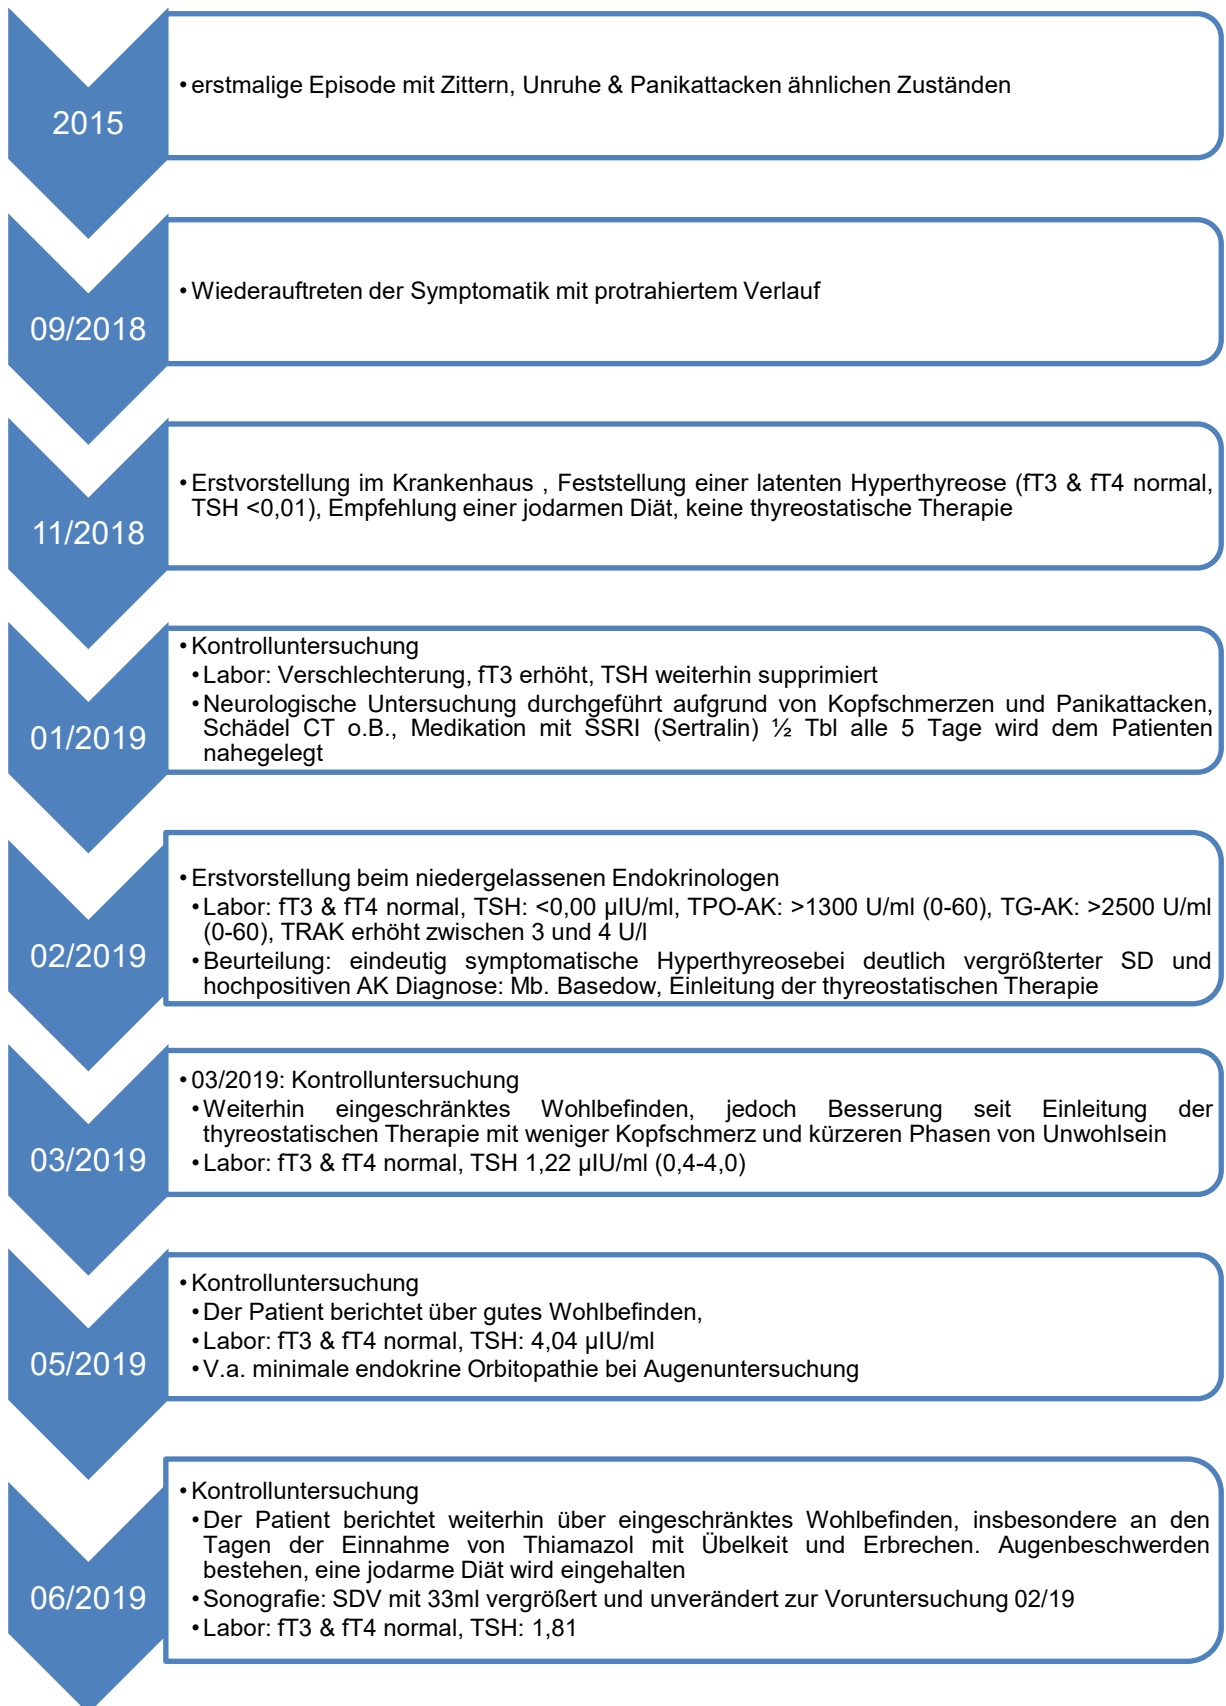 2015
• erstmalige Episode mit Zittern, Unruhe & Panikattacken ähnlichen Zuständen
09/2018
• Wiederauftreten der Symptomatik mit protrahiertem Verlauf
11/2018
• Erstvorstellung im Krankenhaus , Feststellung einer latenten Hyperthyreose (fT3 & fT4 normal,
TSH <0,01), Empfehlung einer jodarmen Diät, keine thyreostatische Therapie
01/2019
• Kontrolluntersuchung
• Labor: Verschlechterung, fT3 erhöht, TSH weiterhin supprimiert
• Neurologische Untersuchung durchgeführt aufgrund von Kopfschmerzen und Panikattacken,
Schädel CT o.B., Medikation mit SSRI (Sertralin) ½ Tbl alle 5 Tage wird dem Patienten
nahegelegt
02/2019
• Erstvorstellung beim niedergelassenen Endokrinologen
• Labor: fT3 & fT4 normal, TSH: <0,00 µIU/ml, TPO-AK: >1300 U/ml (0-60), TG-AK: >2500 U/ml
(0-60), TRAK erhöht zwischen 3 und 4 U/l
• Beurteilung: eindeutig symptomatische Hyperthyreosebei deutlich vergrößterter SD und
hochpositiven AK Diagnose: Mb. Basedow, Einleitung der thyreostatischen Therapie
03/2019
• 03/2019: Kontrolluntersuchung
• Weiterhin eingeschränktes Wohlbefinden, jedoch Besserung seit Einleitung der
thyreostatischen Therapie mit weniger Kopfschmerz und kürzeren Phasen von Unwohlsein
• Labor: fT3 & fT4 normal, TSH 1,22 µIU/ml (0,4-4,0)
05/2019
• Kontrolluntersuchung
• Der Patient berichtet über gutes Wohlbefinden,
• Labor: fT3 & fT4 normal, TSH: 4,04 µIU/ml
• V.a. minimale endokrine Orbitopathie bei Augenuntersuchung
06/2019
• Kontrolluntersuchung
• Der Patient berichtet weiterhin über eingeschränktes Wohlbefinden, insbesondere an den
Tagen der Einnahme von Thiamazol mit Übelkeit und Erbrechen. Augenbeschwerden
bestehen, eine jodarme Diät wird eingehalten
• Sonografie: SDV mit 33ml vergrößert und unverändert zur Voruntersuchung 02/19
• Labor: fT3 & fT4 normal, TSH: 1,81